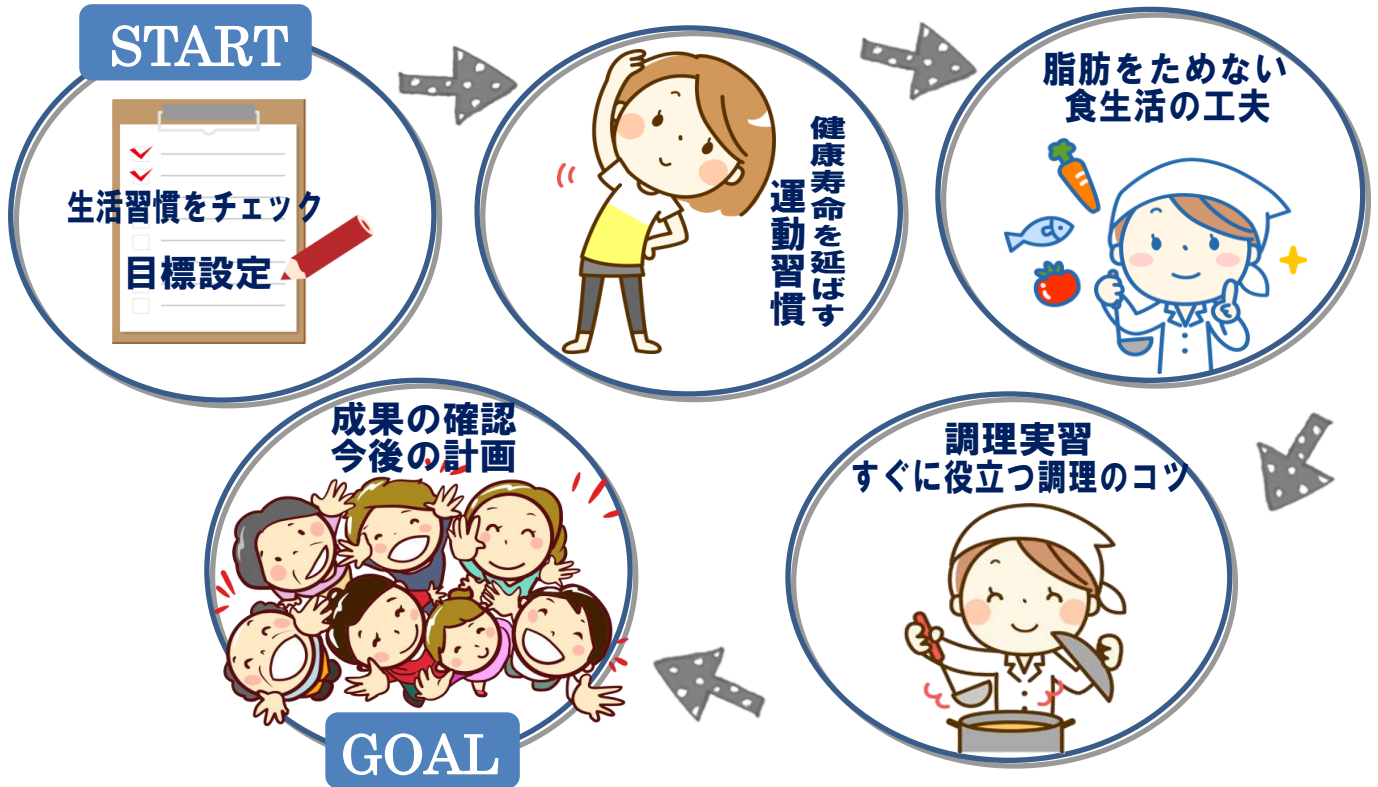 START
生活習慣をチェック
目標設定
健康寿命を延ばす
運動習慣
脂肪をためない
食生活の工夫
調理実習
すぐに役立つ調理のコツ
成果の確認
今後の計画
GOAL